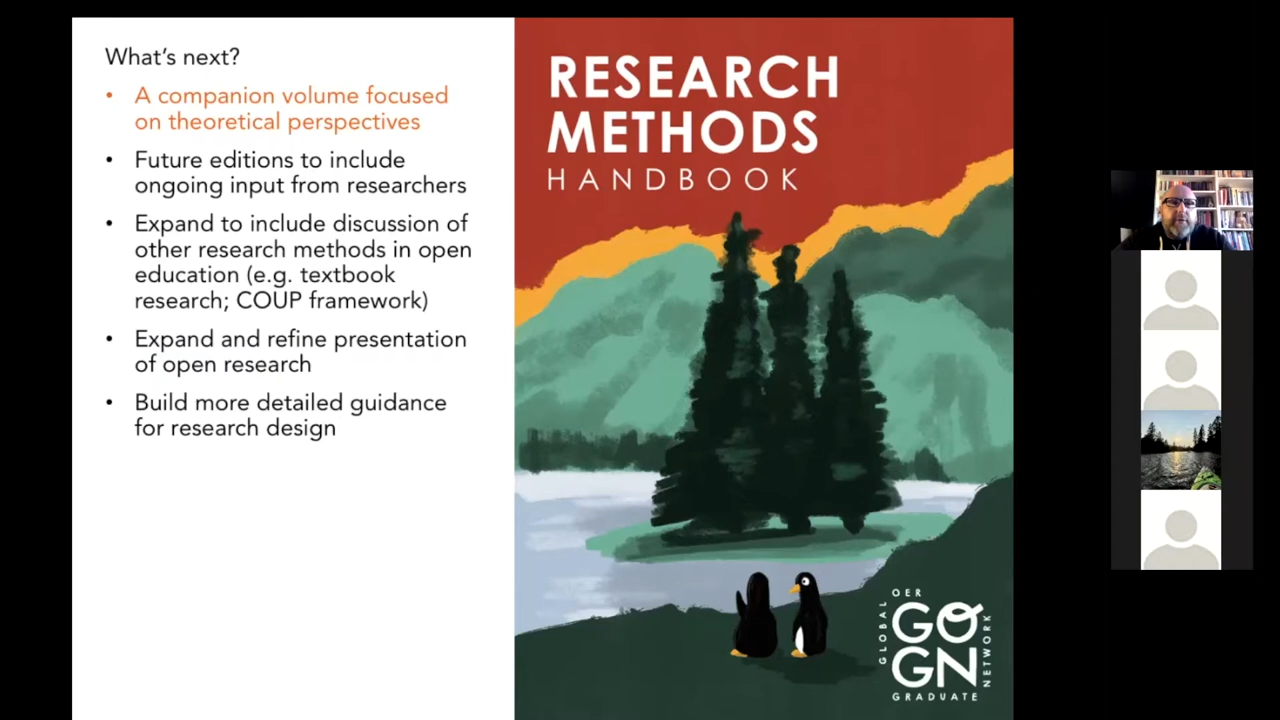 What's next?
• A companion volume focused
on theoretical perspectives
• Future editions to include
ongoing input from researchers
• Expand to include discussion of
other research methods in open
education (e.g. textbook
research; COUP framework)
• Expand and refine presentation
of open research
• Build more detailed guidance
for research design
RESEARCH
METHODS
HANDBOOK
OER
GLOBAL
GO
GN
NETWORK
GRADUATE